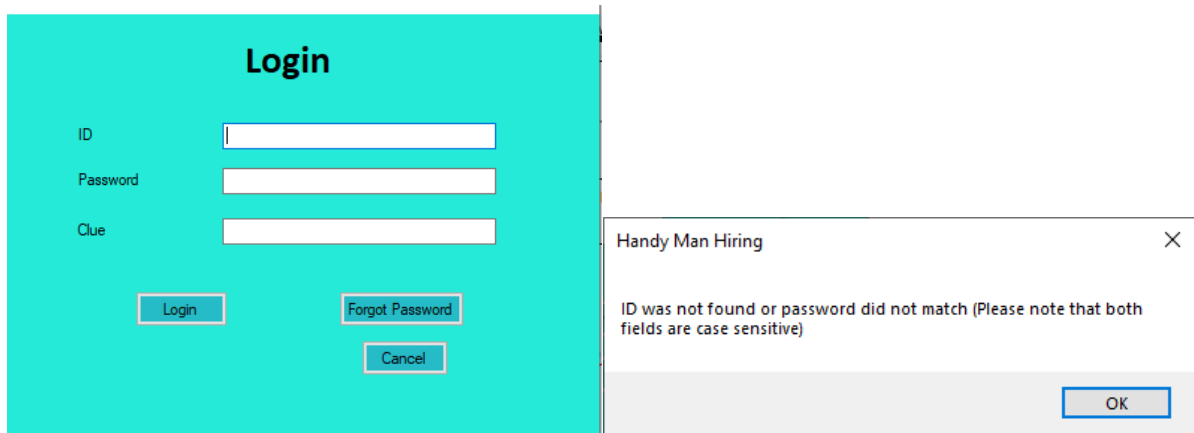 Login
ID
Password
Clue
Login
Forgot Password
Cancel
Handy Man Hiring
ID was not found or password did not match (Please note that both
fields are case sensitive)
OK